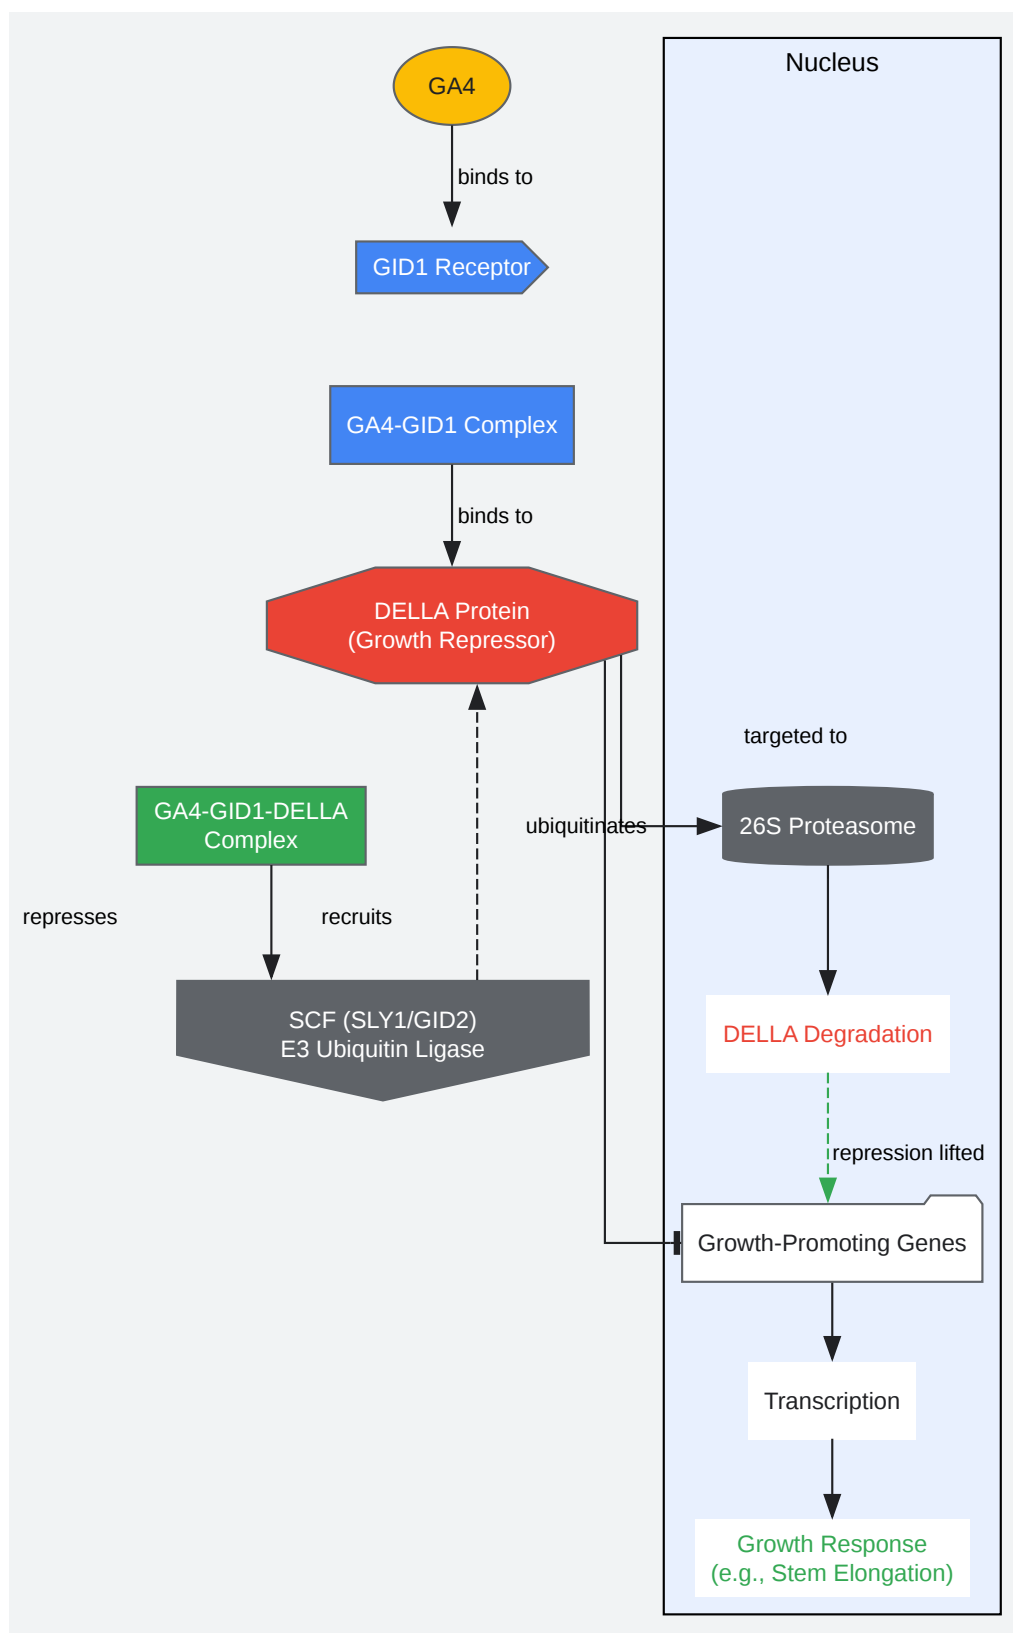 Nucleus
GA4
binds to
GID1 Receptor
GA4-GID1 Complex
binds to
DELLA Protein
(Growth Repressor)
targeted to
GA4-GID1-DELLA
Complex
ubiquitinates
26S Proteasome
represses
recruits
SCF (SLY1/GID2)
E3 Ubiquitin Ligase
DELLA Degradation
repression lifted
Growth-Promoting Genes
Transcription
Growth Response
(e.g., Stem Elongation)